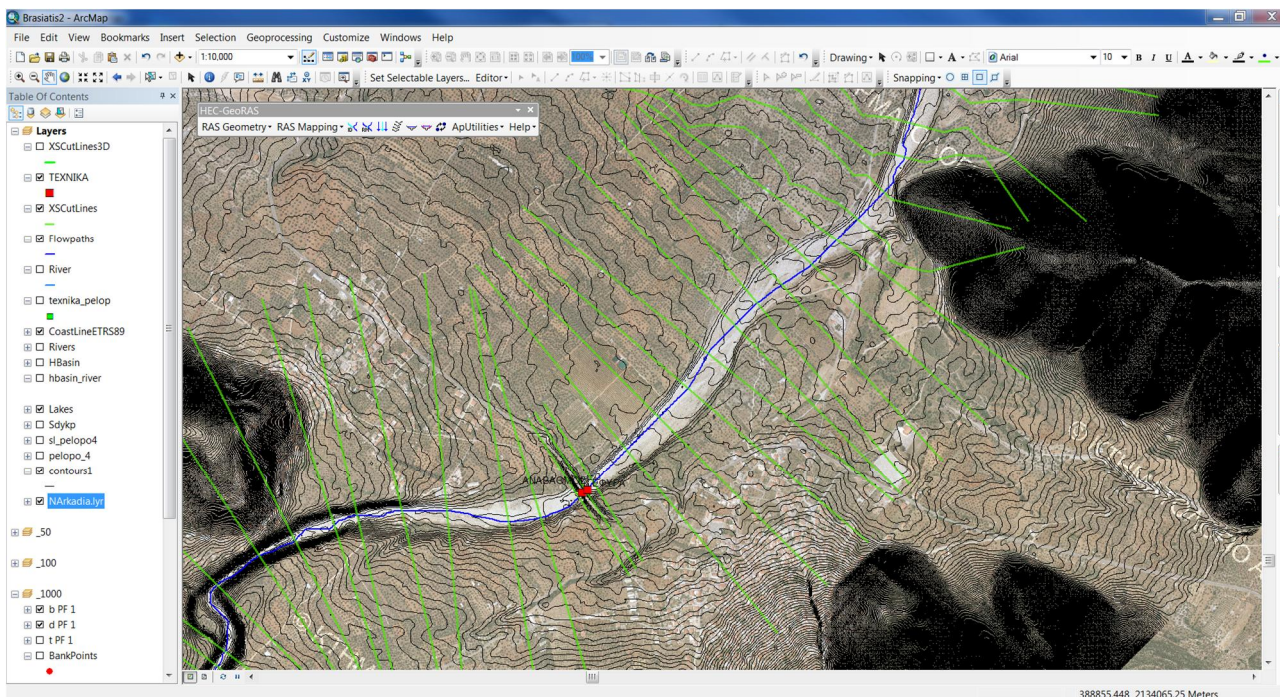 Brasiatis2 - ArcMap
File Edit View Bookmarks Insert Selection Geoprocessing Customize Windows Help
1:10,000
100%
Drawing
Arial
10
B I U A
Set Selectable Layers... Editor
Snapping
Table Of Contents
Layers
XSCutLines3D
TEXNIKA
XSCutLines
Flowpaths
River
texnika_pelop
CoastLineETRS89
Rivers
HBasin
hbasin_river
Lakes
Sdykp
sl_pelopo4
pelopo_4
contours1
NArkadia.lyr
_50
_100
_1000
b PF 1
d PF 1
t PF 1
BankPoints
HEC-GeoRAS
RAS Geometry RAS Mapping ApUtilities Help
388855.448 2134065.25 Meters